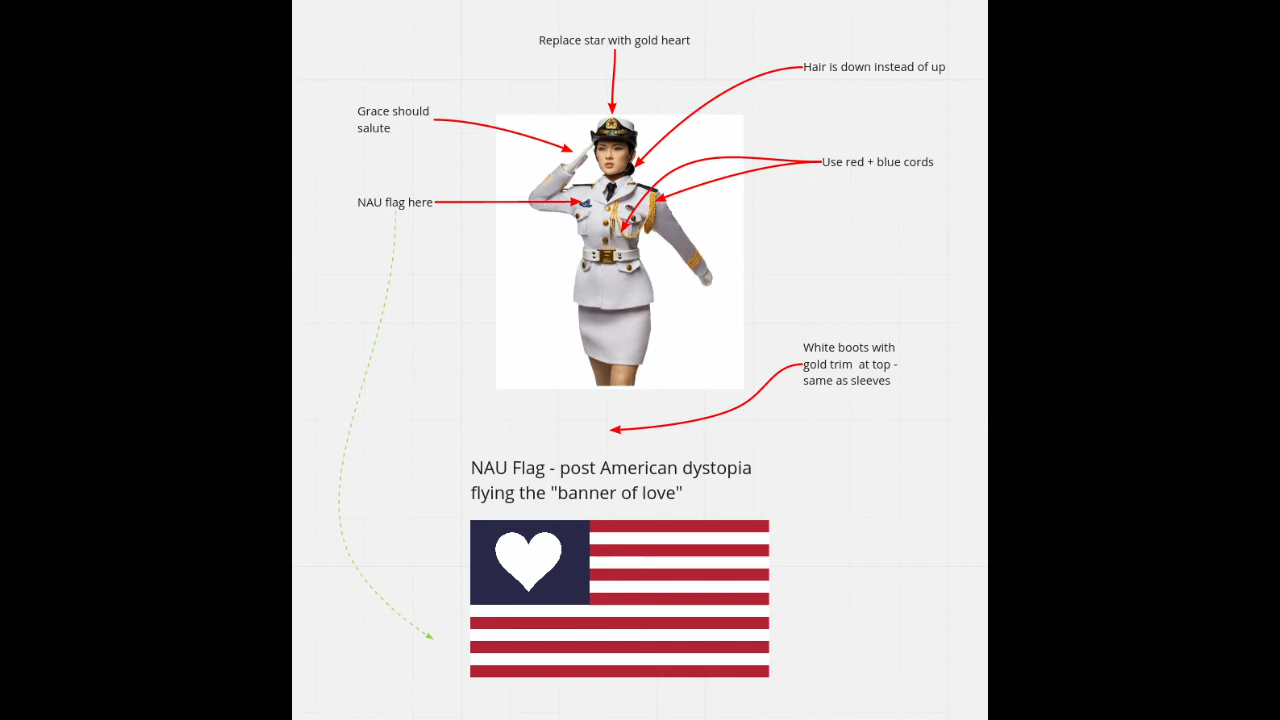 Replace star with gold heart
Hair is down instead of up
Grace should
salute
Use red + blue cords
NAU flag here
White boots with
gold trim at top -
same as sleeves
NAU Flag - post American dystopia
flying the "banner of love"